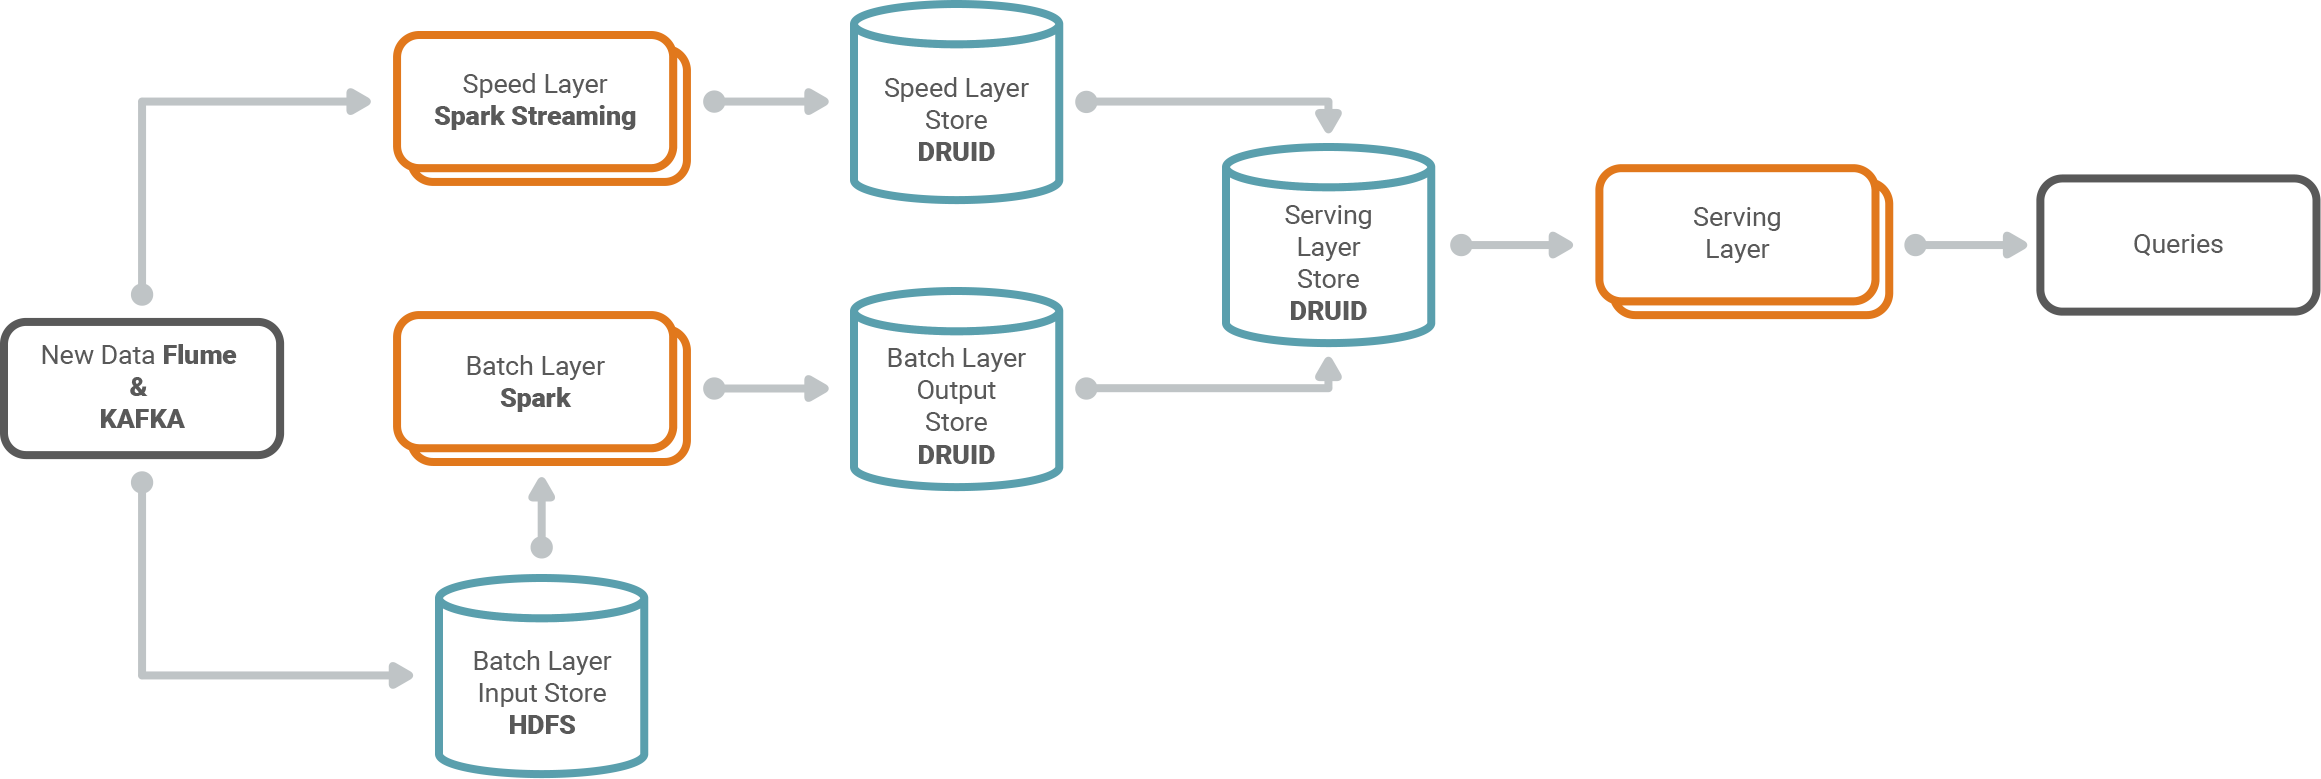 Speed Layer
Spark Streaming
Speed Layer
Store
DRUID
Serving
Layer
Store
DRUID
Serving
Layer
Queries
New Data Flume
&
KAFKA
Batch Layer
Spark
Batch Layer
Output
Store
DRUID
Batch Layer
Input Store
HDFS